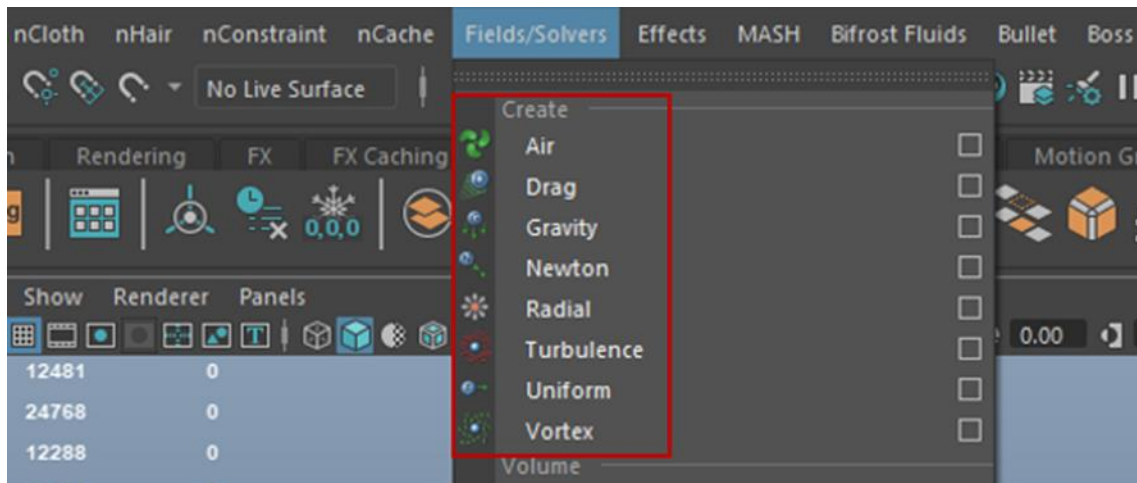 nCloth nHair nConstraint nCache Fields/Solvers Effects MASH Bifrost Fluids Bullet Boss
No Live Surface
Create
Rendering FX FX Caching Motion G
Air
Drag
0,0,0
Gravity
Newton
Show Renderer Panels
Radial
T
0.00
Turbulence
12481 0
Uniform
24768 0
Vortex
12288 0
Volume